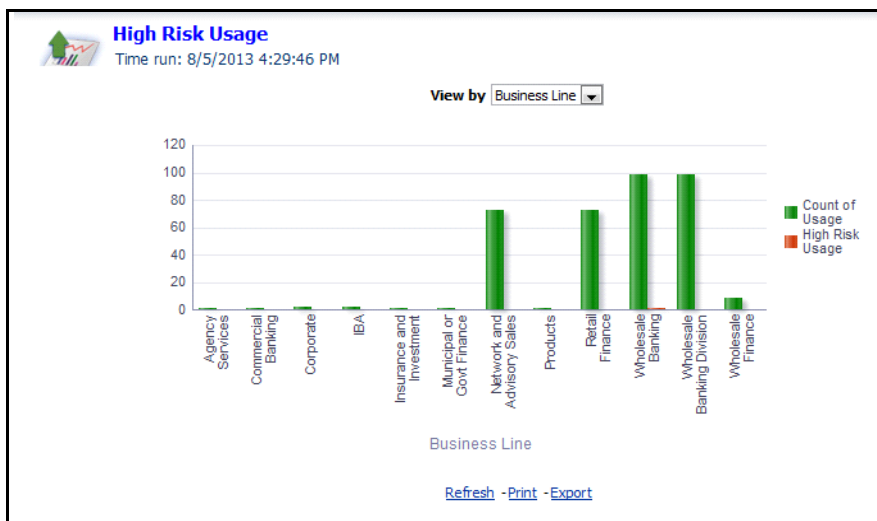 High Risk Usage
Time run: 8/5/2013 4:29:46 PM
View by Business Line
120
100
80
60
40
20
0
Count of
Usage
High Risk
Usage
Agency
Services
Commercial
Banking
Corporate
IBA
Insurance and
Investment
Municipal or
Govt Finance
Network and
Advisory Sales
Products
Retail
Finance
Wholesale
Banking
Wholesale
Banking Division
Wholesale
Finance
Business Line
Refresh -Print -Export